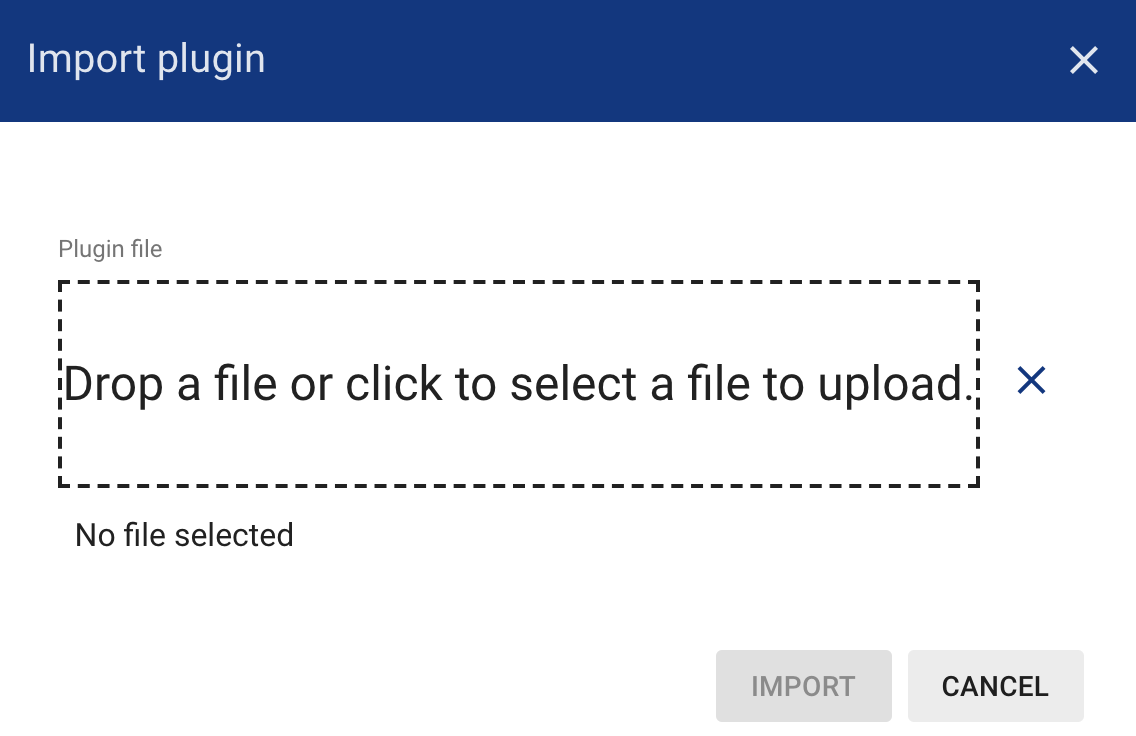 Import plugin
Plugin file
Drop a file or click to select a file to upload.
No file selected
IMPORT CANCEL